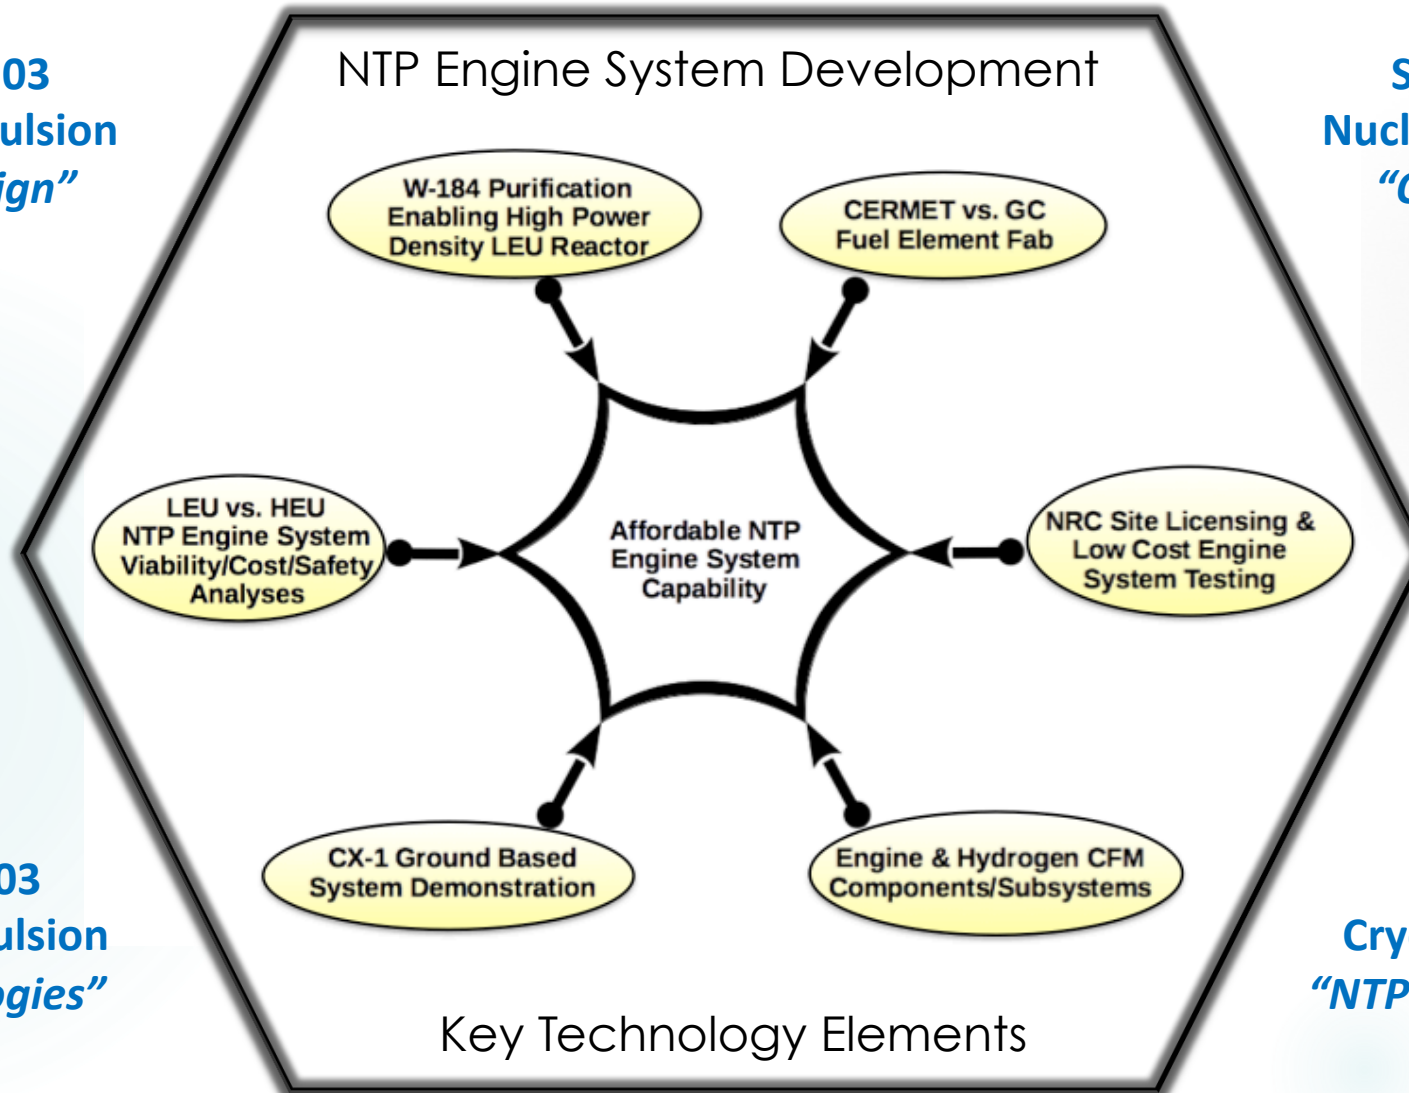 NTP Engine System Development
03
ulsion
ign”
S
Nucl
“C
W-184 Purification
Enabling High Power
Density LEU Reactor
CERMET vs. GC
Fuel Element Fab
LEU vs. HEU
NTP Engine System
Viability/Cost/Safety
Analyses
Affordable NTP
Engine System
Capability
NRC Site Licensing &
Low Cost Engine
System Testing
CX-1 Ground Based
System Demonstration
Engine & Hydrogen CFM
Components/Subsystems
03
ulsion
ogies”
Cry
“NTP
Key Technology Elements